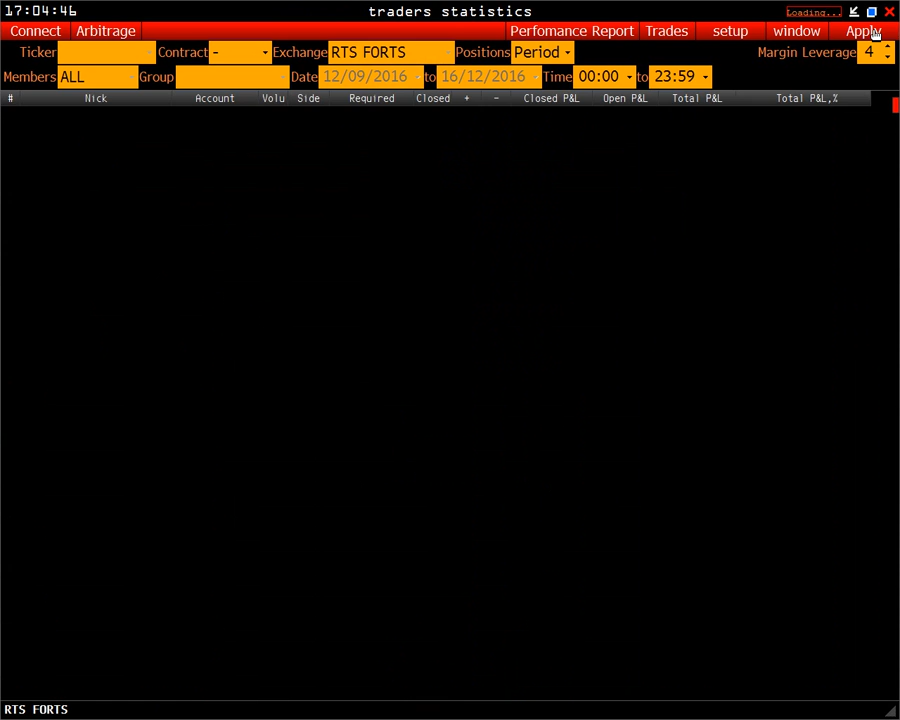 17:04:46 traders statistics Loading...
Connect Arbitrage Perfomance Report Trades setup window Apply
Ticker Contract - Exchange RTS FORTS Positions Period Margin Leverage 4
Members ALL Group Date 12/09/2016 to 16/12/2016 Time 00:00 to 23:59
# Nick Account Volu Side Required Closed + - Closed P&L Open P&L Total P&L Total P&L,%
RTS FORTS